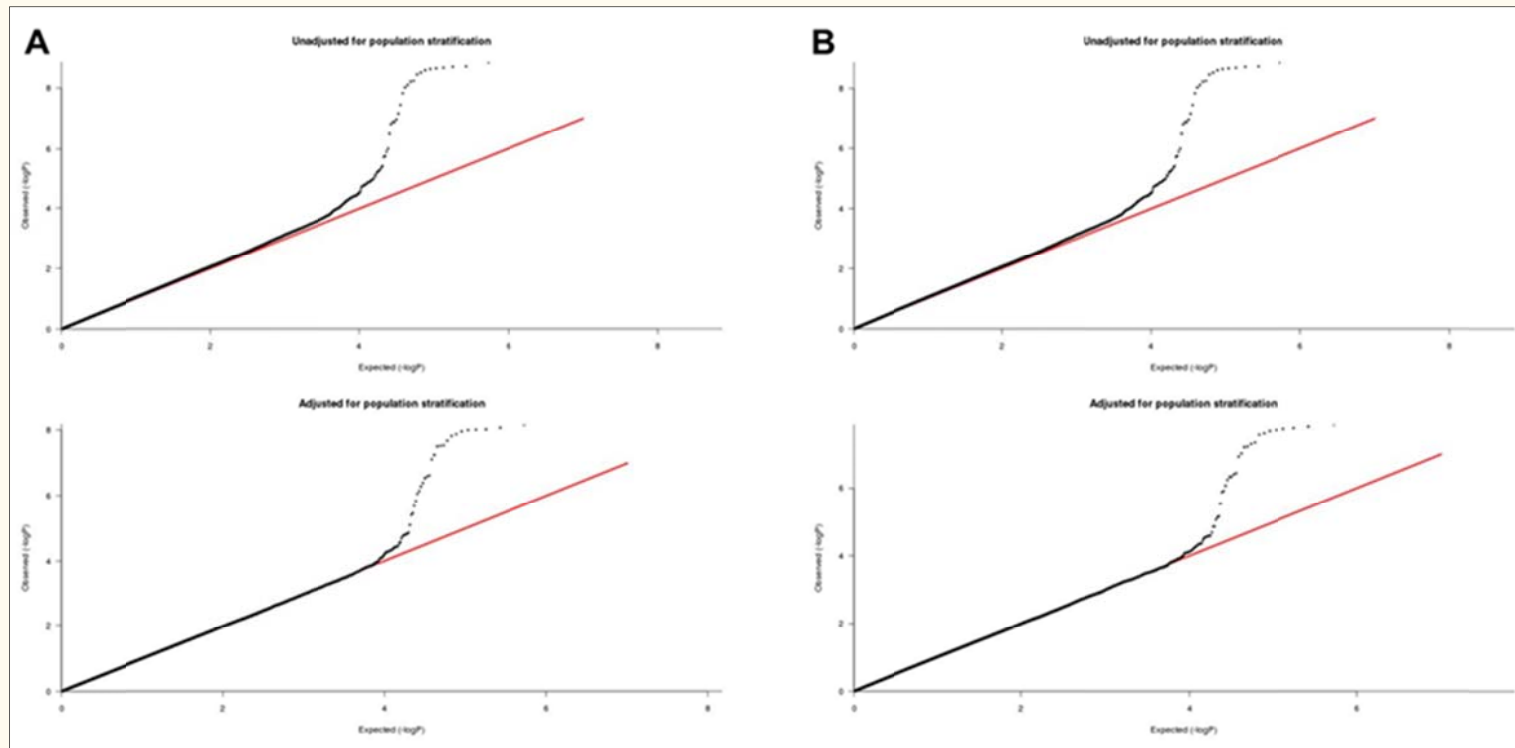 A
Unadjusted for population stratification
8
6
4
2
0
Observed (-logP)
0 2 4 6 8
Expected (-logP)
B
Unadjusted for population stratification
8
6
4
2
0
Observed (-logP)
0 2 4 6 8
Expected (-logP)
Adjusted for population stratification
8
6
4
2
0
Observed (-logP)
0 2 4 6 8
Expected (-logP)
Adjusted for population stratification
6
4
2
0
Observed (-logP)
0 2 4 6
Expected (-logP)